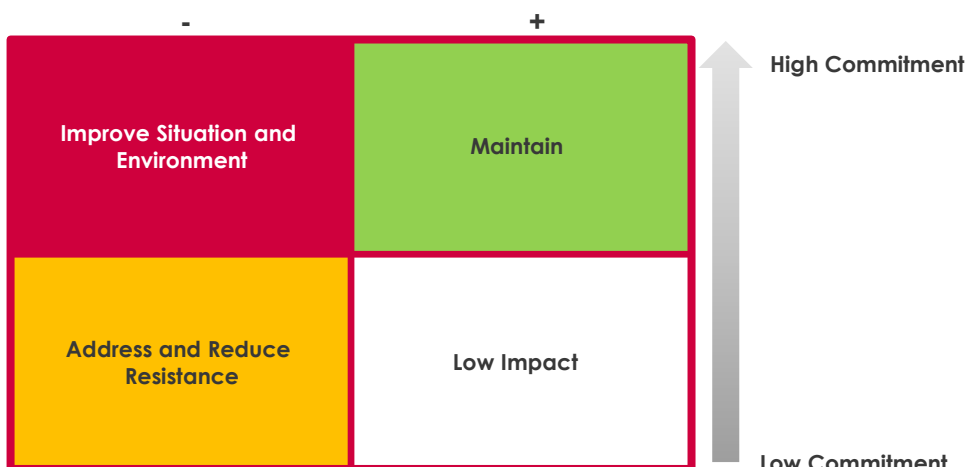 -
+
High Commitment
Improve Situation and
Environment
Maintain
Address and Reduce
Resistance
Low Impact
Low Commitment